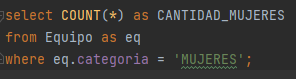 select COUNT(*) as CANTIDAD_MUJERES
from Equipo as eq
where eq.categoria = 'MUJERES';